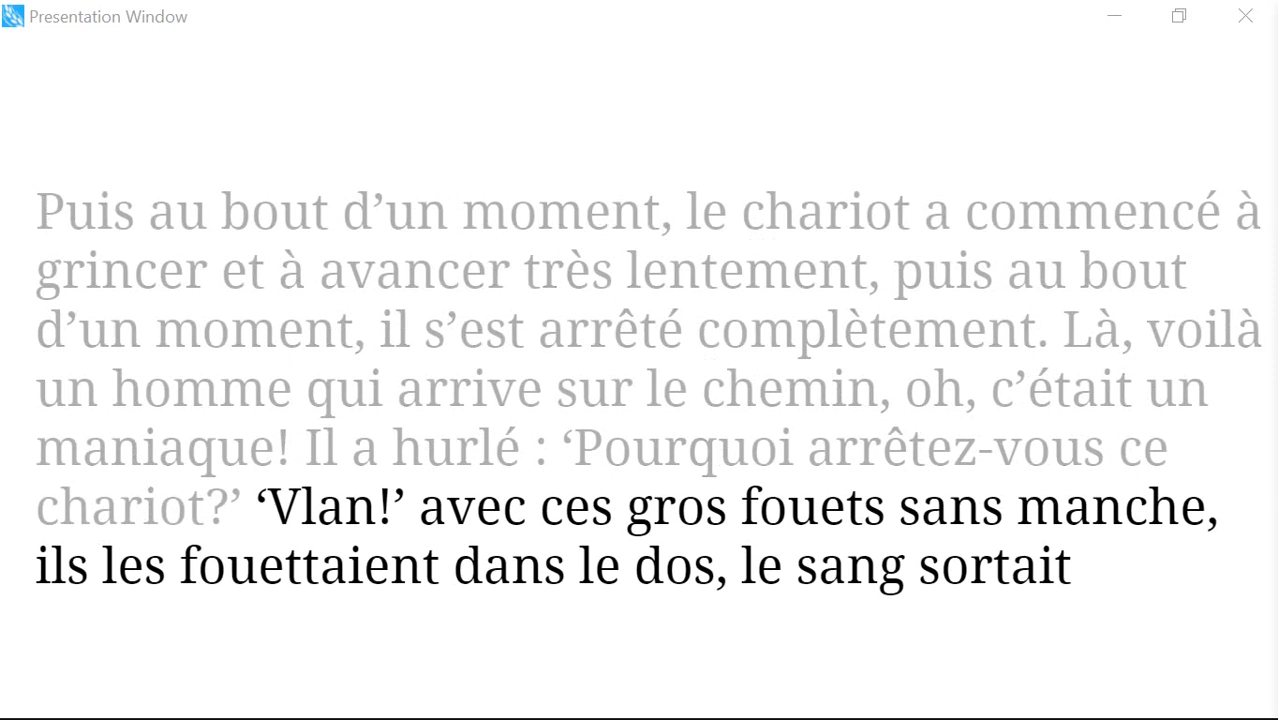 Presentation Window
Puis au bout d’un moment, le chariot a commencé à
grincer et à avancer très lentement, puis au bout
d’un moment, il s’est arrêté complètement. Là, voilà
un homme qui arrive sur le chemin, oh, c’était un
maniaque! Il a hurlé : ‘Pourquoi arrêtez-vous ce
chariot?’ ‘Vlan!’ avec ces gros fouets sans manche,
ils les fouettaient dans le dos, le sang sortait